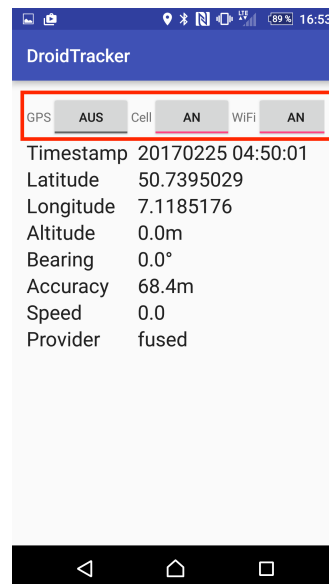 LTE 89% 16:53
DroidTracker
GPS AUS Cell AN WiFi AN
Timestamp 20170225 04:50:01
Latitude 50.7395029
Longitude 7.1185176
Altitude 0.0m
Bearing 0.0°
Accuracy 68.4m
Speed 0.0
Provider fused